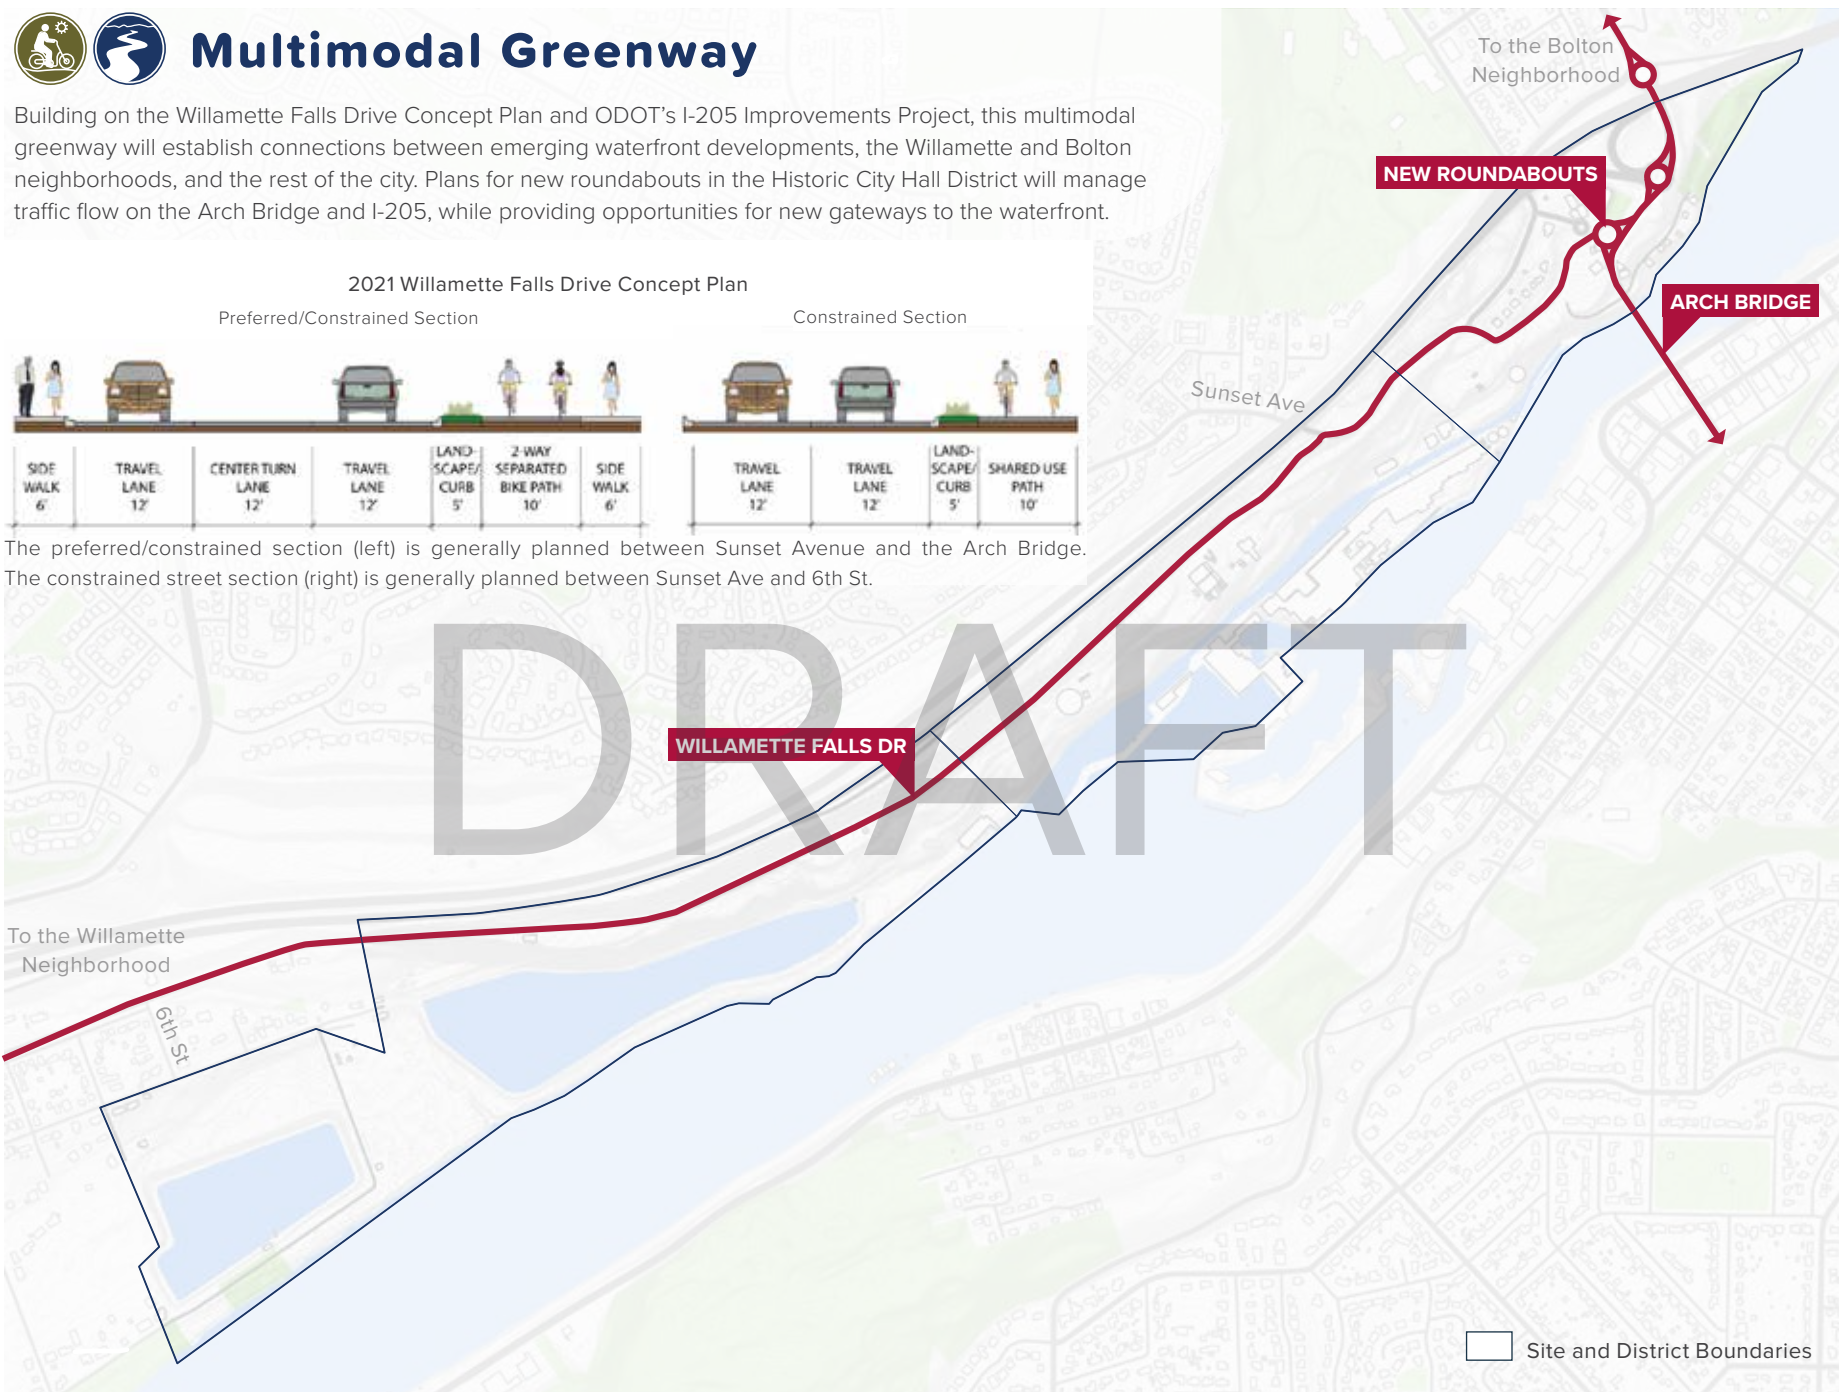 Multimodal Greenway
Building on the Willamette Falls Drive Concept Plan and ODOT’s I-205 Improvements Project, this multimodal
greenway will establish connections between emerging waterfront developments, the Willamette and Bolton
neighborhoods, and the rest of the city. Plans for new roundabouts in the Historic City Hall District will manage
traffic flow on the Arch Bridge and I-205, while providing opportunities for new gateways to the waterfront.
To the Bolton
Neighborhood
NEW ROUNDABOUTS
ARCH BRIDGE
2021 Willamette Falls Drive Concept Plan
Preferred/Constrained Section
Constrained Section
SIDE
WALK
6'
TRAVEL
LANE
12'
CENTER TURN
LANE
12'
TRAVEL
LANE
12'
LAND-
SCAPE/
CURB
5'
2-WAY
SEPARATED
BIKE PATH
10'
SIDE
WALK
6'
TRAVEL
LANE
12'
TRAVEL
LANE
12'
LAND-
SCAPE/
CURB
5'
SHARED USE
PATH
10'
The preferred/constrained section (left) is generally planned between Sunset Avenue and the Arch Bridge.
The constrained street section (right) is generally planned between Sunset Ave and 6th St.
Sunset Ave
DRAFT
WILLAMETTE FALLS DR
To the Willamette
Neighborhood
6th St
Site and District Boundaries